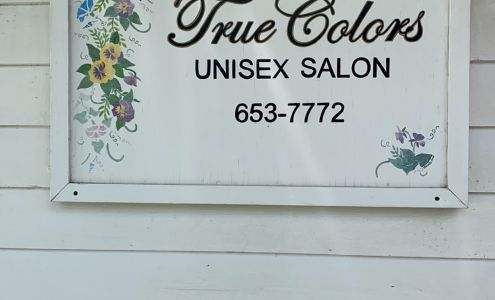 True Colors
UNISEX SALON
653-7772